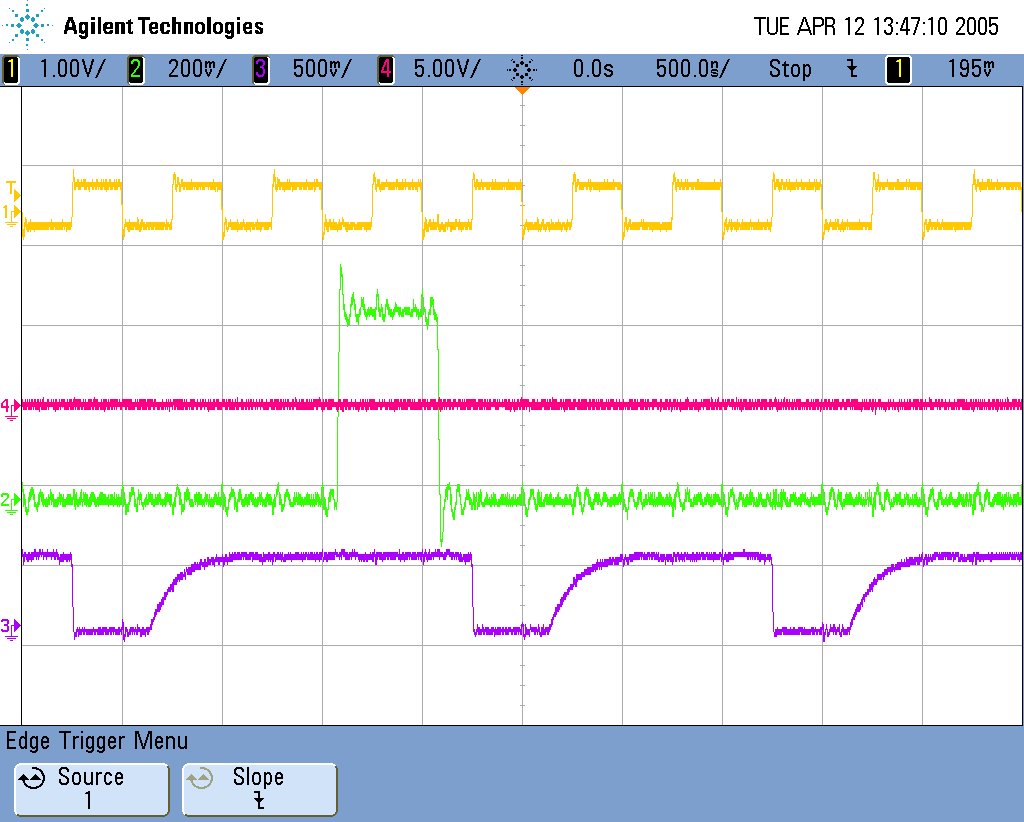 Agilent Technologies TUE APR 12 13:47:10 2005
1 1.00V/ 2 200mV/ 3 500mV/ 4 5.00V/ 0.0s 500.0ns/ Stop 1 195mV
T
1
4
2
3
Edge Trigger Menu
Source Slope
1